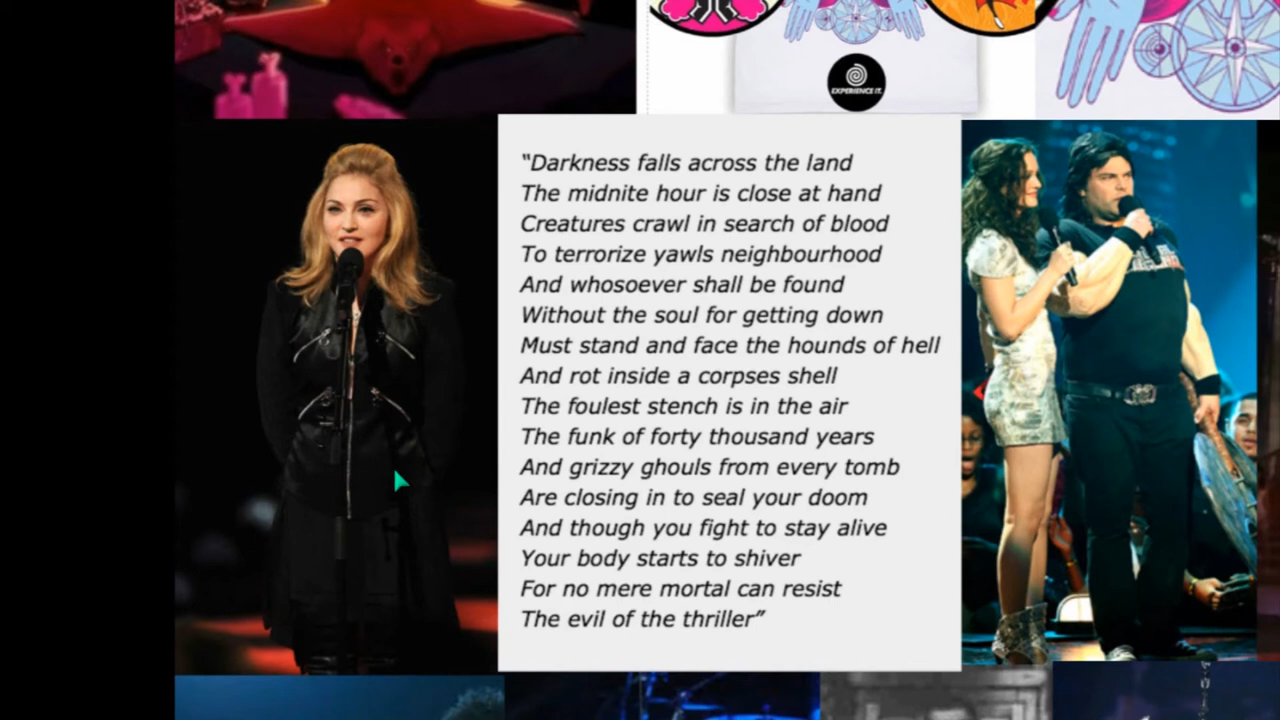 EXPERIENCE IT.
“Darkness falls across the land
The midnite hour is close at hand
Creatures crawl in search of blood
To terrorize yawls neighbourhood
And whosoever shall be found
Without the soul for getting down
Must stand and face the hounds of hell
And rot inside a corpses shell
The foulest stench is in the air
The funk of forty thousand years
And grizzy ghouls from every tomb
Are closing in to seal your doom
And though you fight to stay alive
Your body starts to shiver
For no mere mortal can resist
The evil of the thriller”